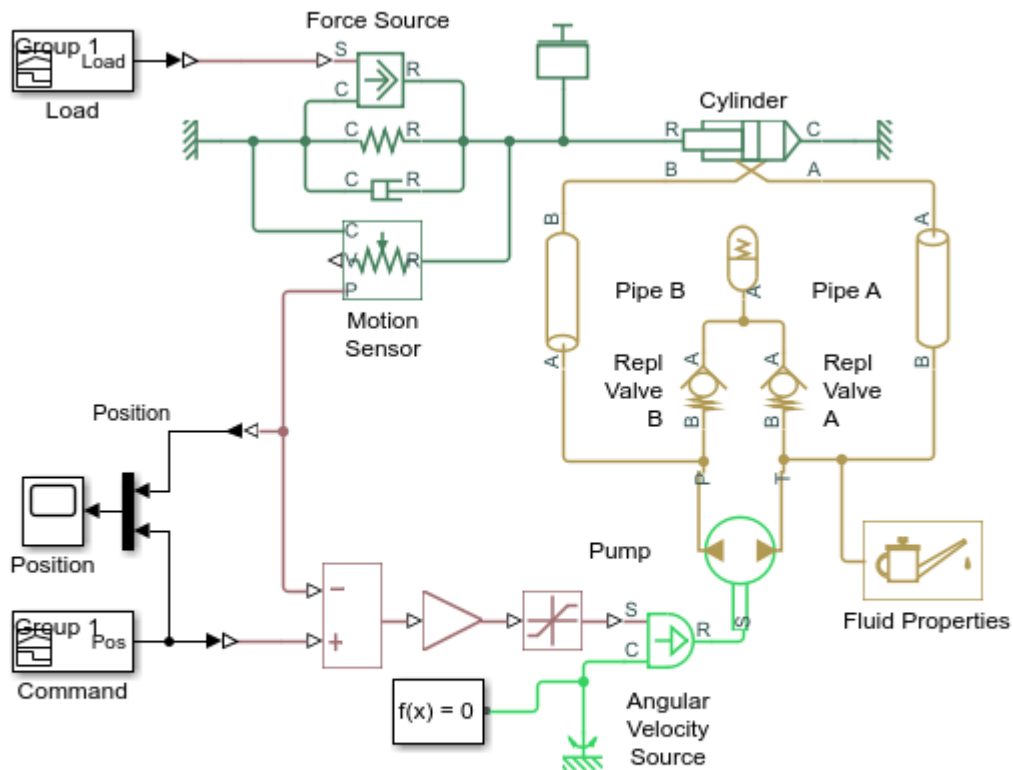 Force Source
Group 1
Load
Load
S
R
C
C
R
C
R
Cylinder
R
C
B
A
C
V
R
P
Motion
Sensor
B
A
A
Pipe B
Pipe A
A
B
Repl
Valve
B
A
B
A
B
Repl
Valve
A
Position
P
T
Position
Pump
S
Fluid Properties
Group 1
Pos
Command
-
+
S
R
C
f(x) = 0
Angular
Velocity
Source